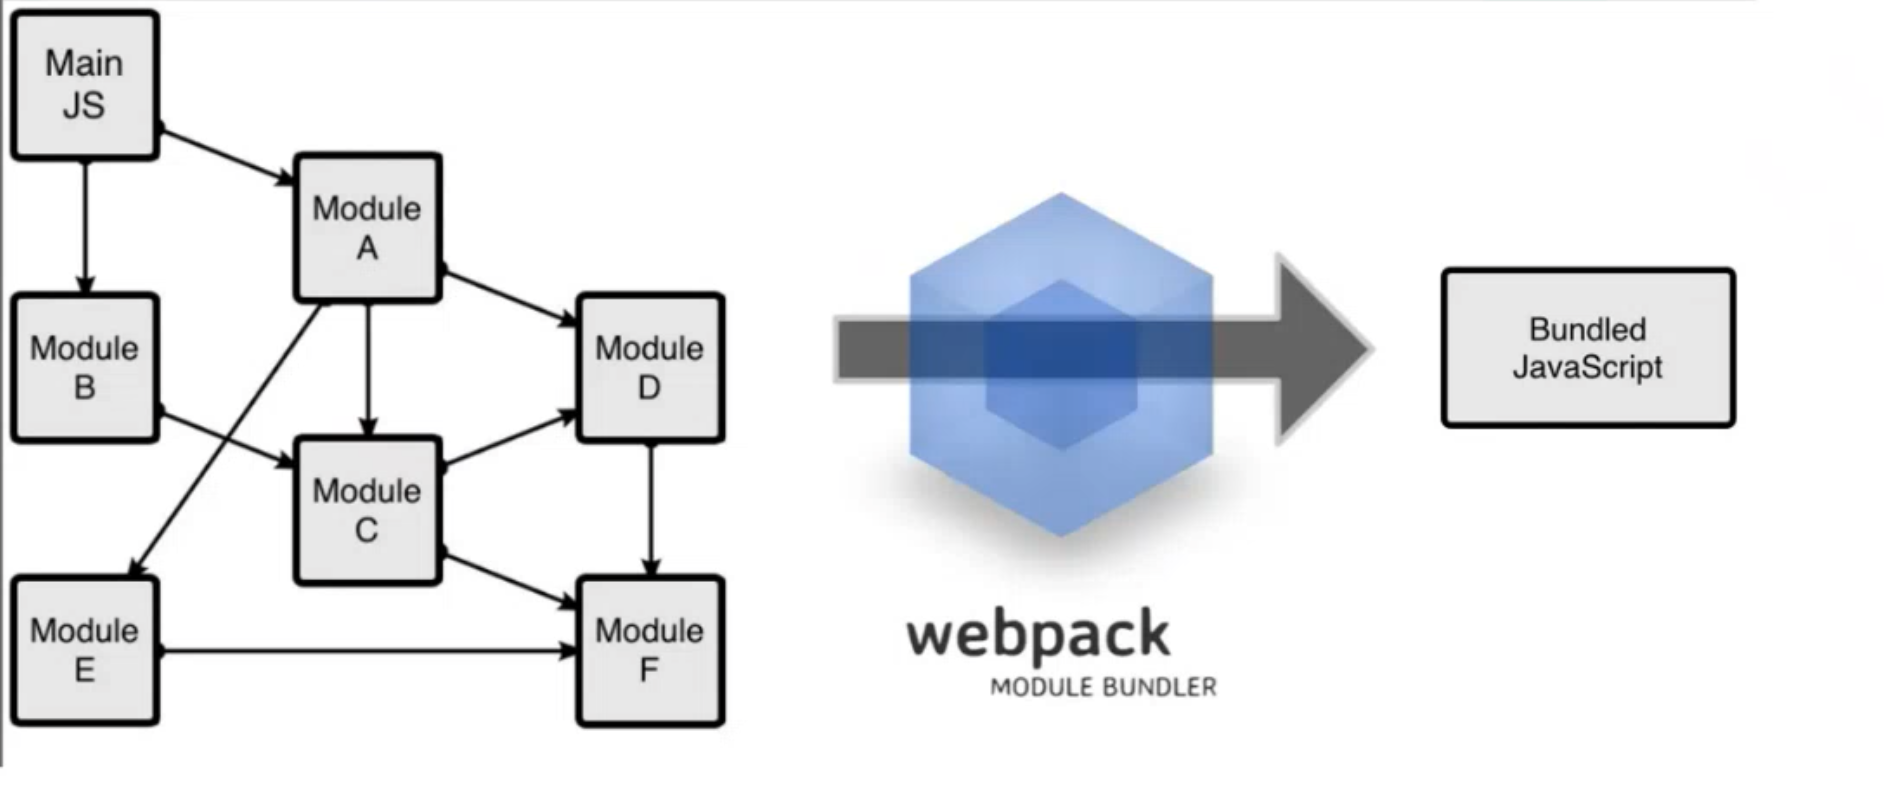 Main
JS
Module
A
Module
B
Module
D
Module
C
Module
E
Module
F
webpack
MODULE BUNDLER
Bundled
JavaScript